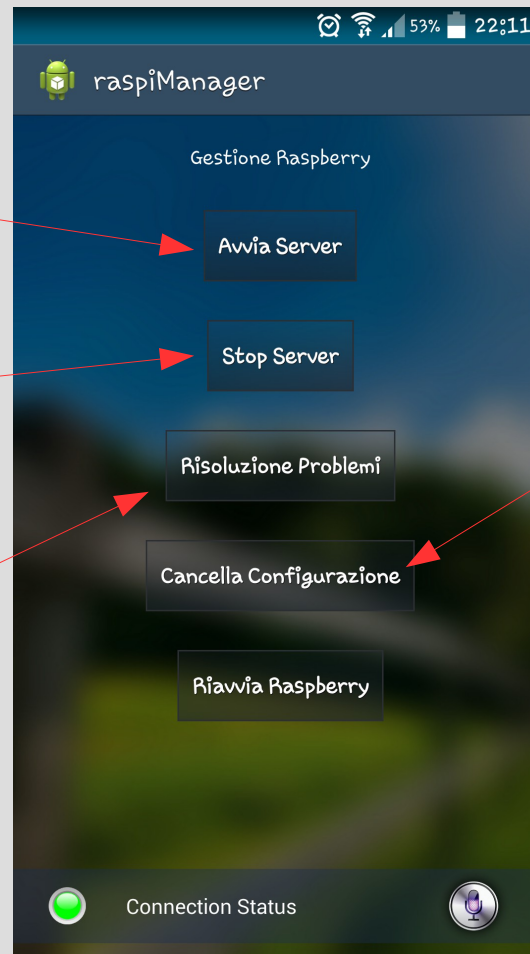 53% 22:11
raspiManager
Gestione Raspberry
Avvia Server
Stop Server
Risoluzione Problemi
Cancella Configurazione
Riavvia Raspberry
Connection Status